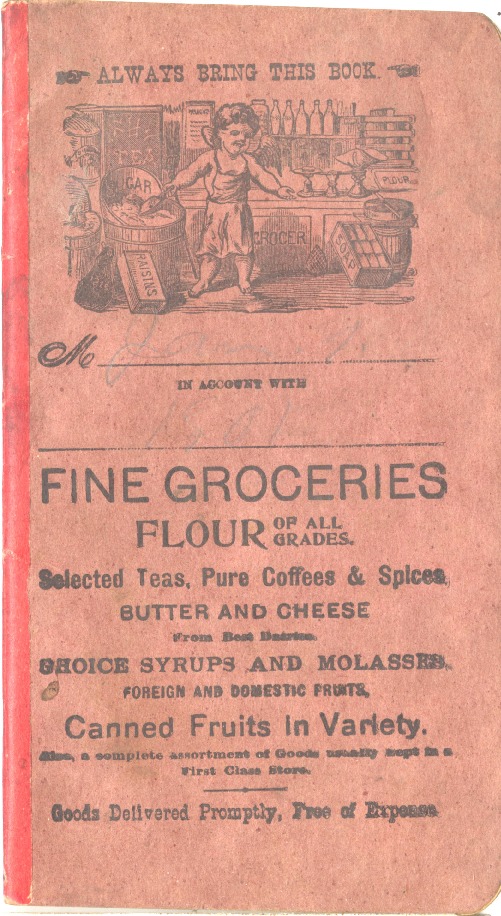 ALWAYS BRING THIS BOOK.
TEAS
SUGAR
FLOUR
GROCER
RAISINS
SOAP
M
IN ACCOUNT WITH
FINE GROCERIES
FLOUR OF ALL GRADES.
Selected Teas, Pure Coffees & Spices,
BUTTER AND CHEESE
From Best Dairies.
CHOICE SYRUPS AND MOLASSES,
FOREIGN AND DOMESTIC FRUITS,
Canned Fruits In Variety.
Also, a complete assortment of Goods usually kept in a
First Class Store.
Goods Delivered Promptly, Free of Expense.